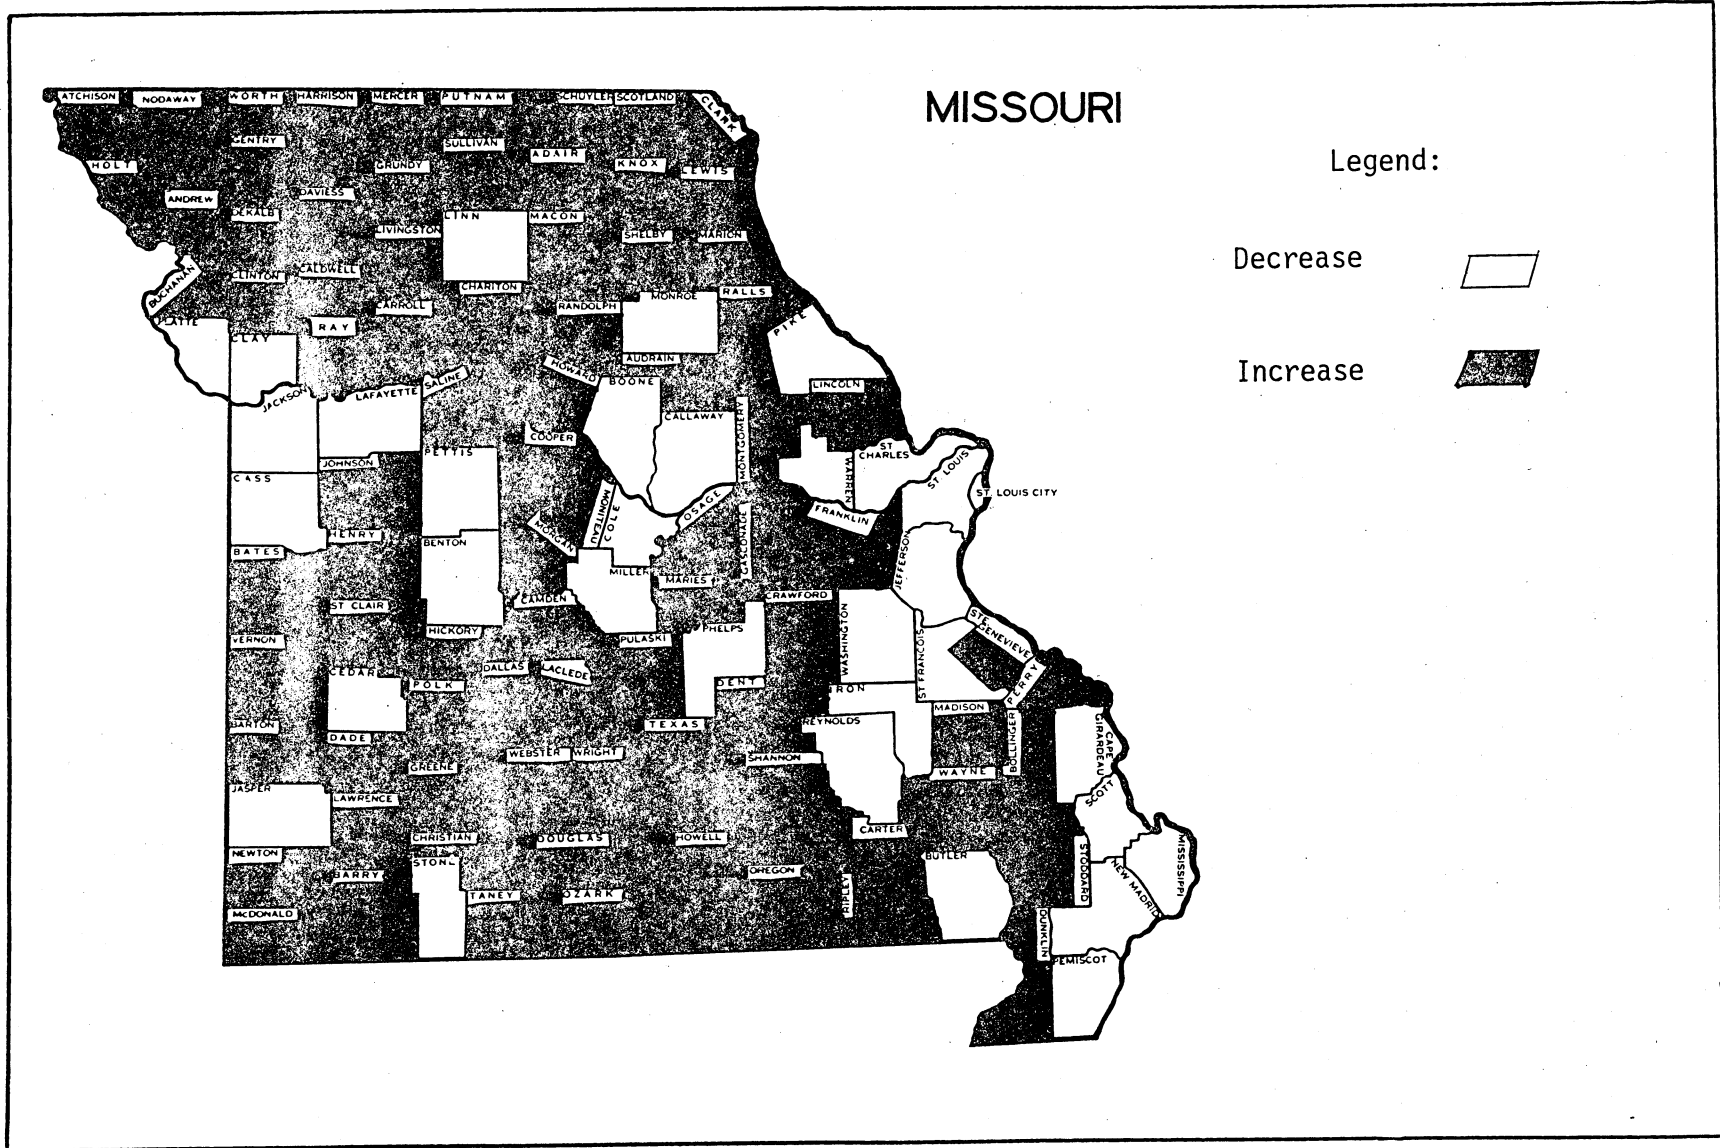 MISSOURI
Legend:
Decrease
Increase
ATCHISON
NODAWAY
WORTH
HARRISON
MERCER
PUTNAM
SCHUYLER
SCOTLAND
CLARK
GENTRY
SULLIVAN
ADAIR
HOLT
GRUNDY
KNOX
LEWIS
ANDREW
DAVIESS
DEKALB
LINN
MACON
LIVINGSTON
SHELBY
MARION
BUCHANAN
CLINTON
CALDWELL
CHARITON
CARROLL
RANDOLPH
MONROE
RALLS
PLATTE
CLAY
RAY
PIKE
AUDRAIN
HOWARD
BOONE
JACKSON
LAFAYETTE
SALINE
LINCOLN
CALLAWAY
MONTGOMERY
COOPER
JOHNSON
PETTIS
WARREN
ST
CHARLES
ST. LOUIS
ST. LOUIS CITY
CASS
MONITEAU
COLE
OSAGE
FRANKLIN
MORGAN
GASCONADE
HENRY
BATES
BENTON
JEFFERSON
MILLER
MARIES
ST CLAIR
CAMDEN
CRAWFORD
WASHINGTON
VERNON
HICKORY
PULASKI
PHELPS
ST FRANCOIS
STE.
GENEVIEVE
CEDAR
POLK
DALLAS
LACLEDE
DENT
IRON
PERRY
BARTON
DADE
TEXAS
REYNOLDS
MADISON
BOLLINGER
CAPE
GIRARDEAU
GREENE
WEBSTER
WRIGHT
SHANNON
WAYNE
JASPER
LAWRENCE
SCOTT
CHRISTIAN
DOUGLAS
HOWELL
CARTER
NEWTON
STONE
BUTLER
STODDARD
MISSISSIPPI
BARRY
OREGON
RIPLEY
NEW MADRID
TANEY
OZARK
McDONALD
DUNKLIN
PEMISCOT